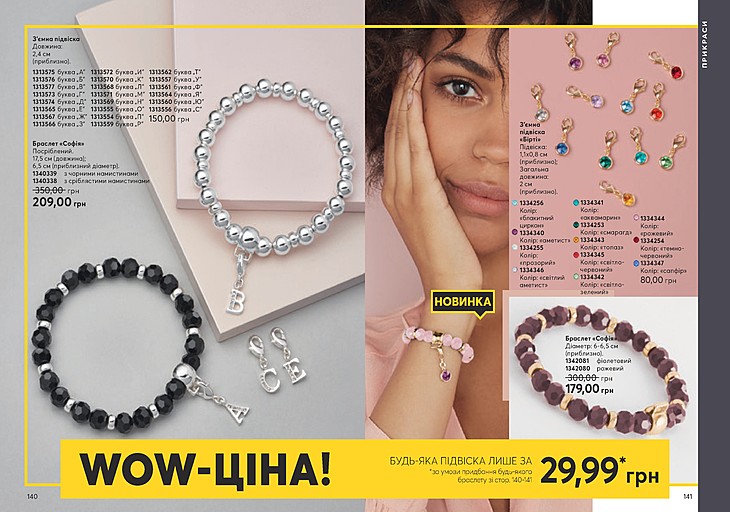 З'ємна підвіска
Довжина:
2,4 см
(приблизно).
1313575 буква „А" 1313572 буква „И" 1313562 буква „Т"
1313576 буква „Б" 1313570 буква „К" 1313557 буква „У"
1313577 буква „В" 1313568 буква „Л" 1313561 буква „Ф"
1313573 буква „Г" 1313571 буква „М" 1313564 буква „Я"
1313574 буква „Д" 1313569 буква „Н" 1313560 буква „Ю"
1313565 буква „Е" 1313555 буква „О" 1313556 буква „С"
1313567 буква „Ж" 1313554 буква „П" 150,00 грн
1313566 буква „З" 1313559 буква „Р"
Браслет «Софія»
Посріблений.
17,5 см (довжина);
6,5 см (приблизний діаметр).
1340339 з чорними намистинами
1340338 з сріблястими намистинами
350,00 грн
209,00 грн
B
C E
A
ПРИКРАСИ
З'ємна
підвіска
«Бірті»
Підвіска:
1,1х0,8 см
(приблизно);
Загальна
довжина:
2 см
(приблизно).
1334256
Колір:
«блакитний
циркон»
1334340
Колір: «аметист»
1334255
Колір:
«прозорий»
1334346
Колір: «світлий
аметист»
1334341
Колір:
«аквамарин»
1334253
Колір: «смарагд»
1334343
Колір: «топаз»
1334345
Колір: «світло-
червоний»
1334342
Колір: «світло-
зелений»
1334344
Колір:
«рожевий»
1334254
Колір: «темно-
червоний»
1334347
Колір: «сапфір»
80,00 грн
НОВИНКА
Браслет «Софія»
Діаметр: 6-6,5 см
(приблизно).
1342081 фіолетовий
1342080 рожевий
300,00 грн
179,00 грн
WOW-ЦІНА!
БУДЬ-ЯКА ПІДВІСКА ЛИШЕ ЗА
*за умови придбання будь-якого
браслету зі стор. 140-141
29,99* грн
140
141